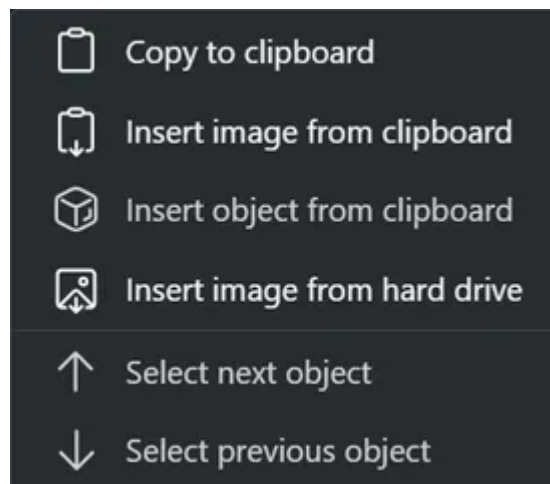 Copy to clipboard
Insert image from clipboard
Insert object from clipboard
Insert image from hard drive
Select next object
Select previous object